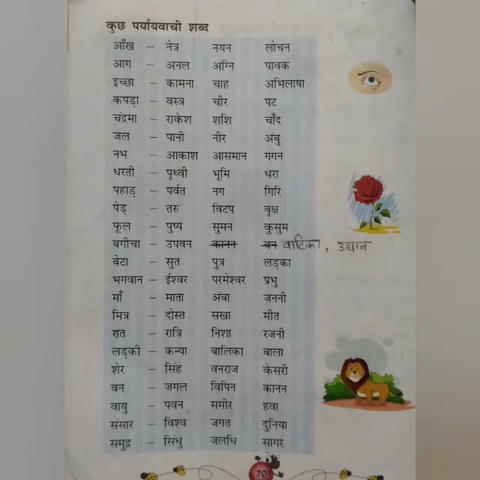 कुछ पर्यायवाची शब्द
आँख – नेत्र नयन लोचन
आग – अनल अग्नि पावक
इच्छा – कामना चाह अभिलाषा
कपड़ा – वस्त्र चीर पट
चंद्रमा – राकेश शशि चाँद
जल – पानी नीर अंबु
नभ – आकाश आसमान गगन
धरती – पृथ्वी भूमि धरा
पहाड़ – पर्वत नग गिरि
पेड़ – तरु विटप वृक्ष
फूल – पुष्प सुमन कुसुम
बगीचा – उपवन कानन वन वाटिका, उद्यान
बेटा – सुत पुत्र लड़का
भगवान – ईश्वर परमेश्वर प्रभु
माँ – माता अंबा जननी
मित्र – दोस्त सखा मीत
रात – रात्रि निशा रजनी
लड़की – कन्या बालिका बाला
शेर – सिंह वनराज केसरी
वन – जंगल विपिन कानन
वायु – पवन समीर हवा
संसार – विश्व जगत दुनिया
समुद्र – सिंधु जलधि सागर
70